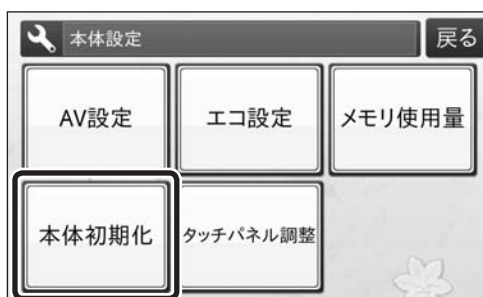 本体設定
戻る
AV設定
エコ設定
メモリ使用量
本体初期化
タッチパネル調整